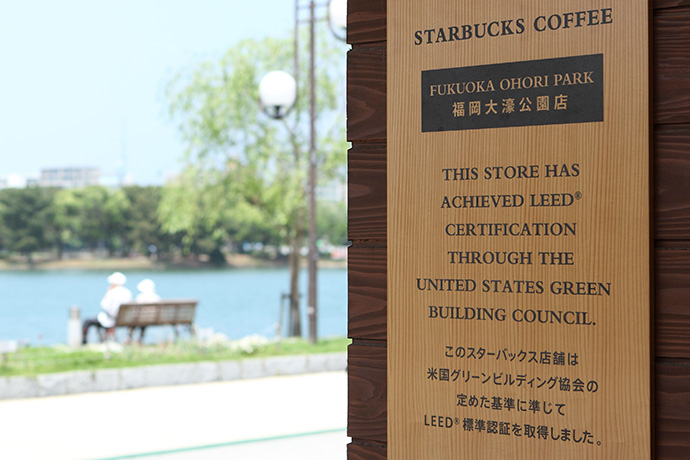 STARBUCKS COFFEE
FUKUOKA OHORI PARK
福岡大濠公園店
THIS STORE HAS
ACHIEVED LEED®
CERTIFICATION
THROUGH THE
UNITED STATES GREEN
BUILDING COUNCIL.
このスターバックス店舗は
米国グリーンビルディング協会の
定めた基準に準じて
LEED®標準認証を取得しました。